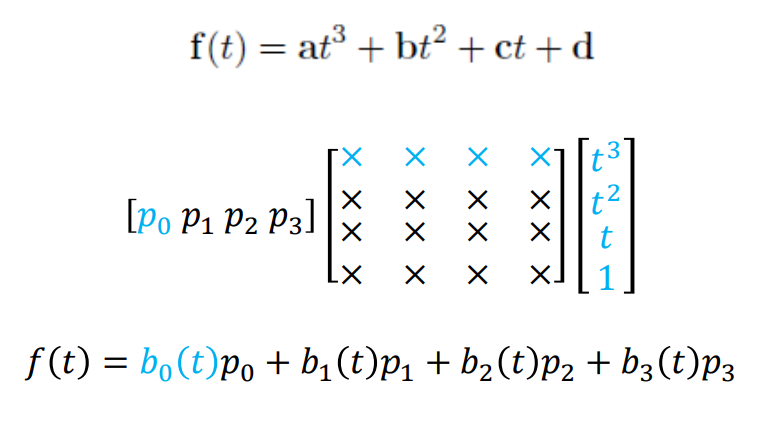 f(t) = at³ + bt² + ct + d
× × × × t³
[p₀ p₁ p₂ p₃] × × × × t²
× × × × t
× × × × 1
f(t) = b₀(t)p₀ + b₁(t)p₁ + b₂(t)p₂ + b₃(t)p₃